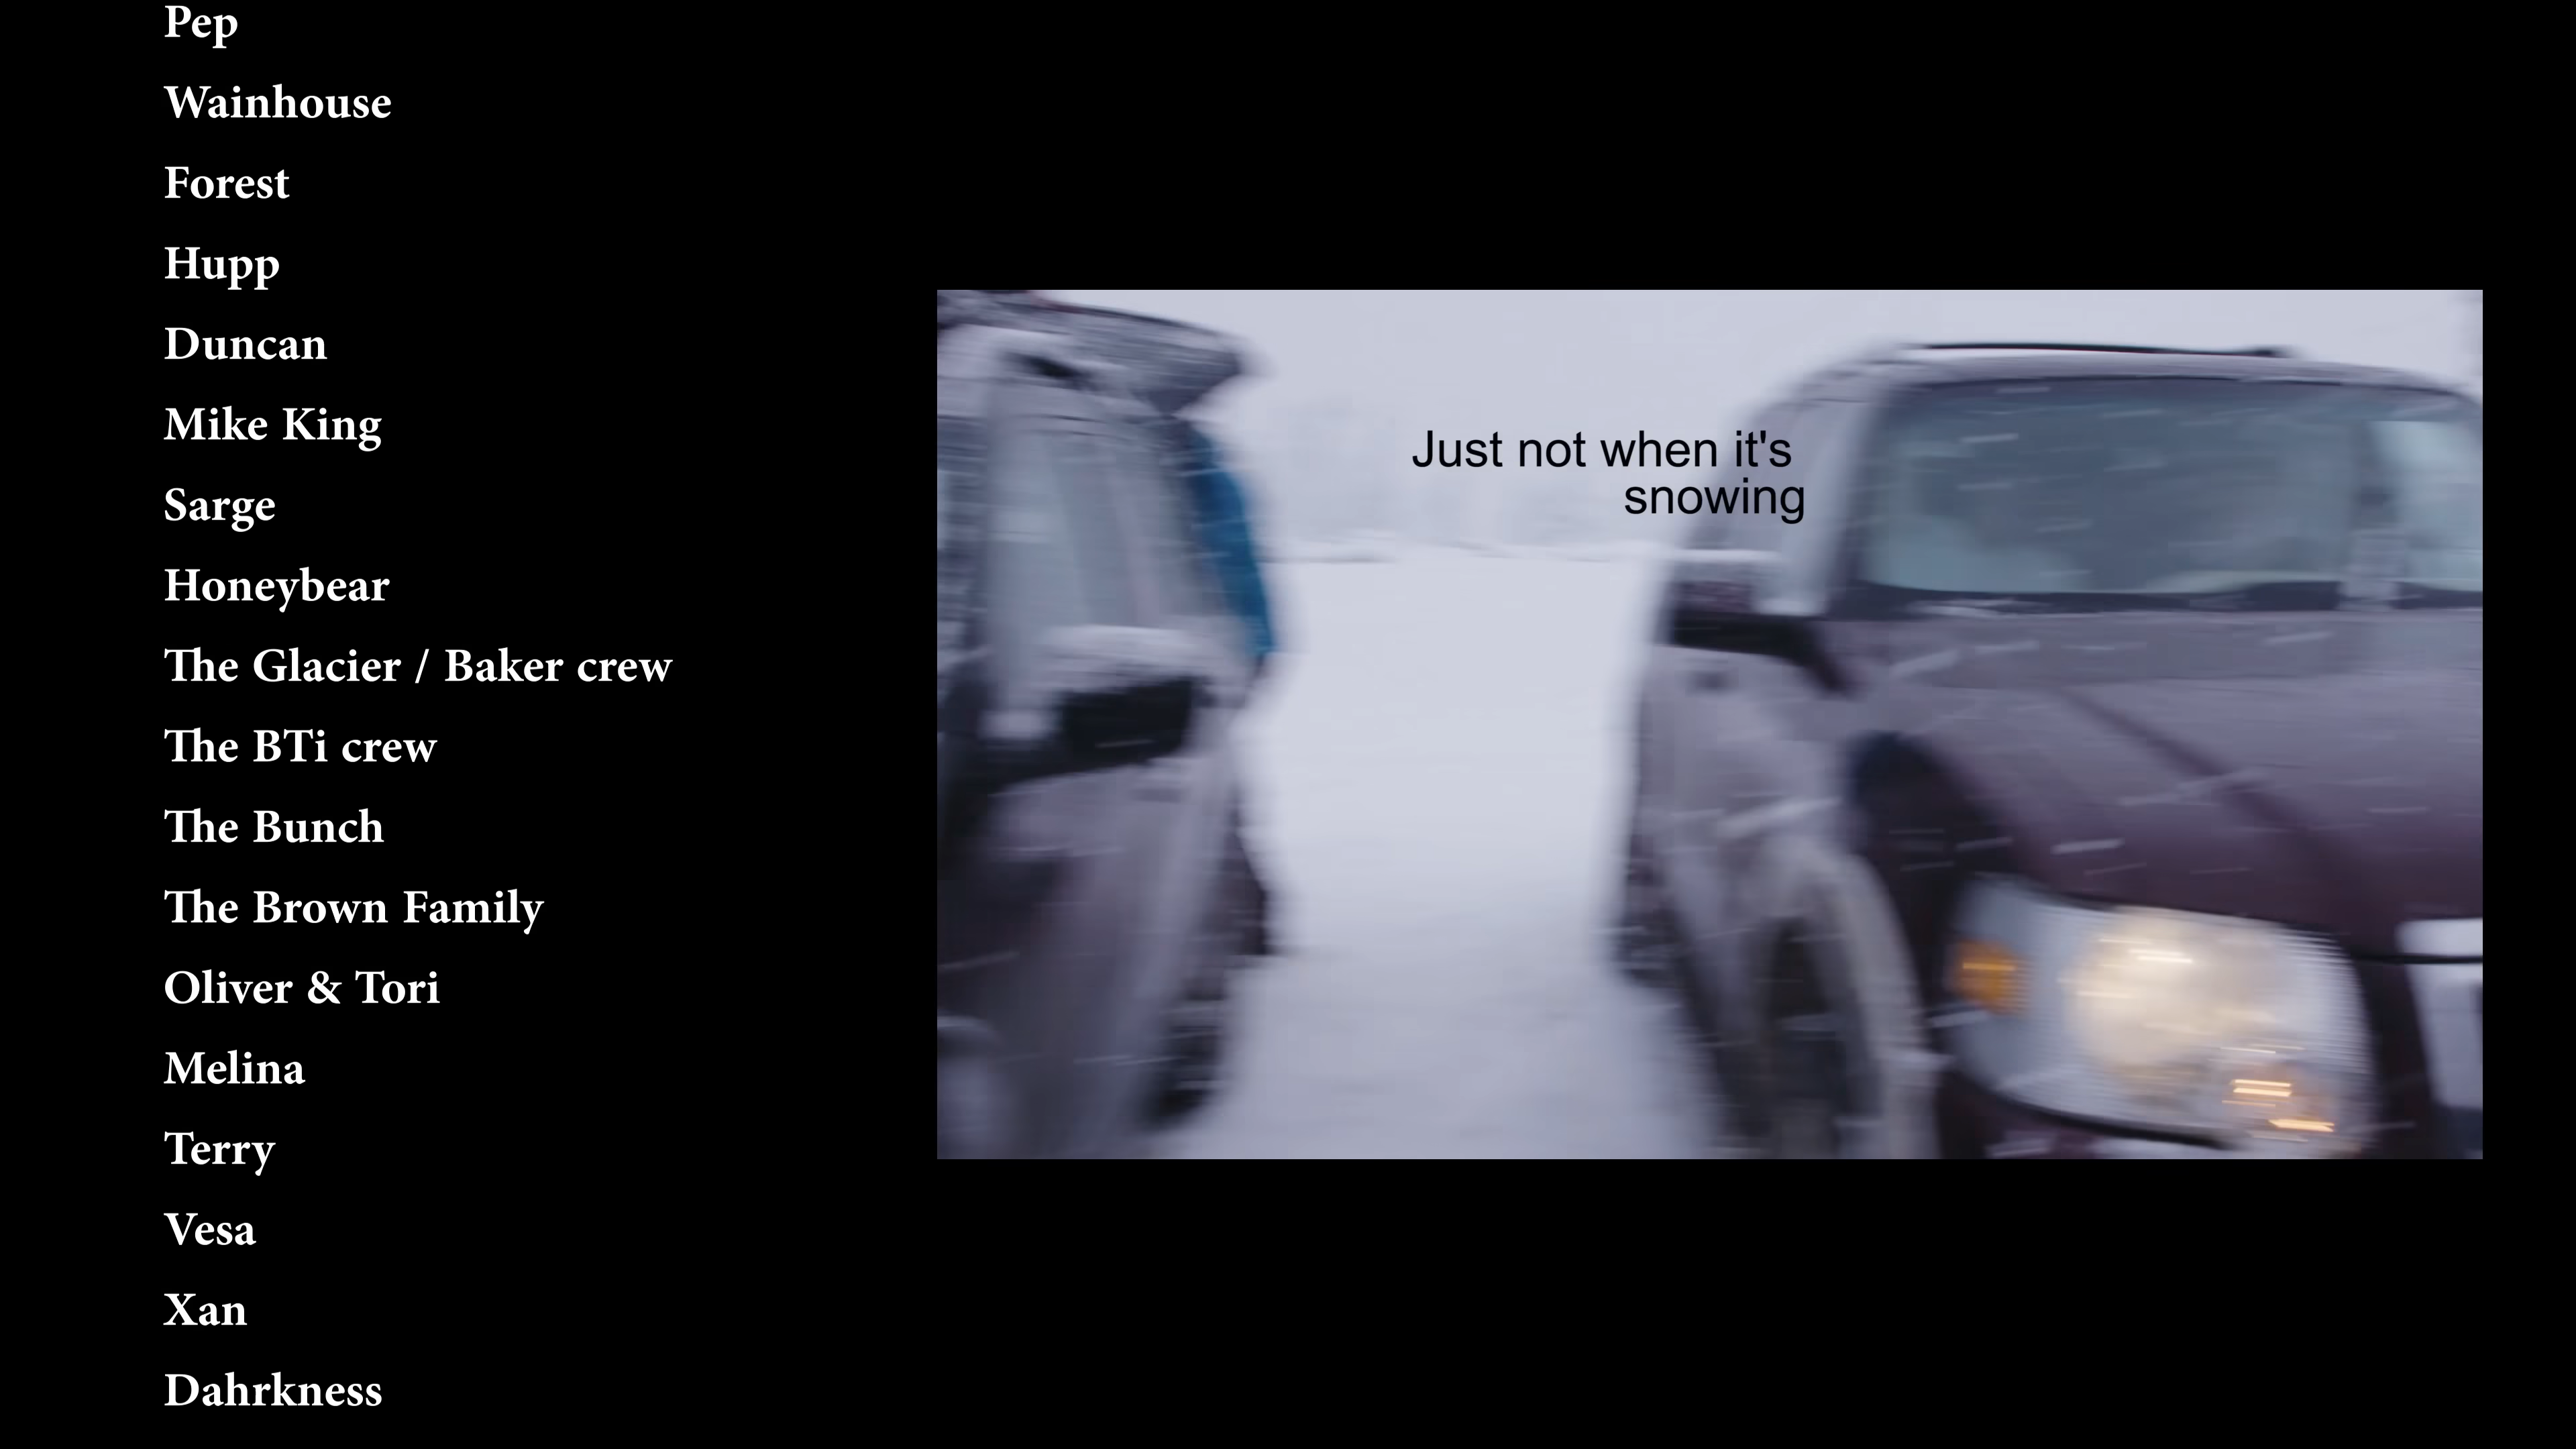 Pep
Wainhouse
Forest
Hupp
Duncan
Mike King
Sarge
Honeybear
The Glacier / Baker crew
The BTi crew
The Bunch
The Brown Family
Oliver & Tori
Melina
Terry
Vesa
Xan
Dahrkness
Just not when it's
snowing